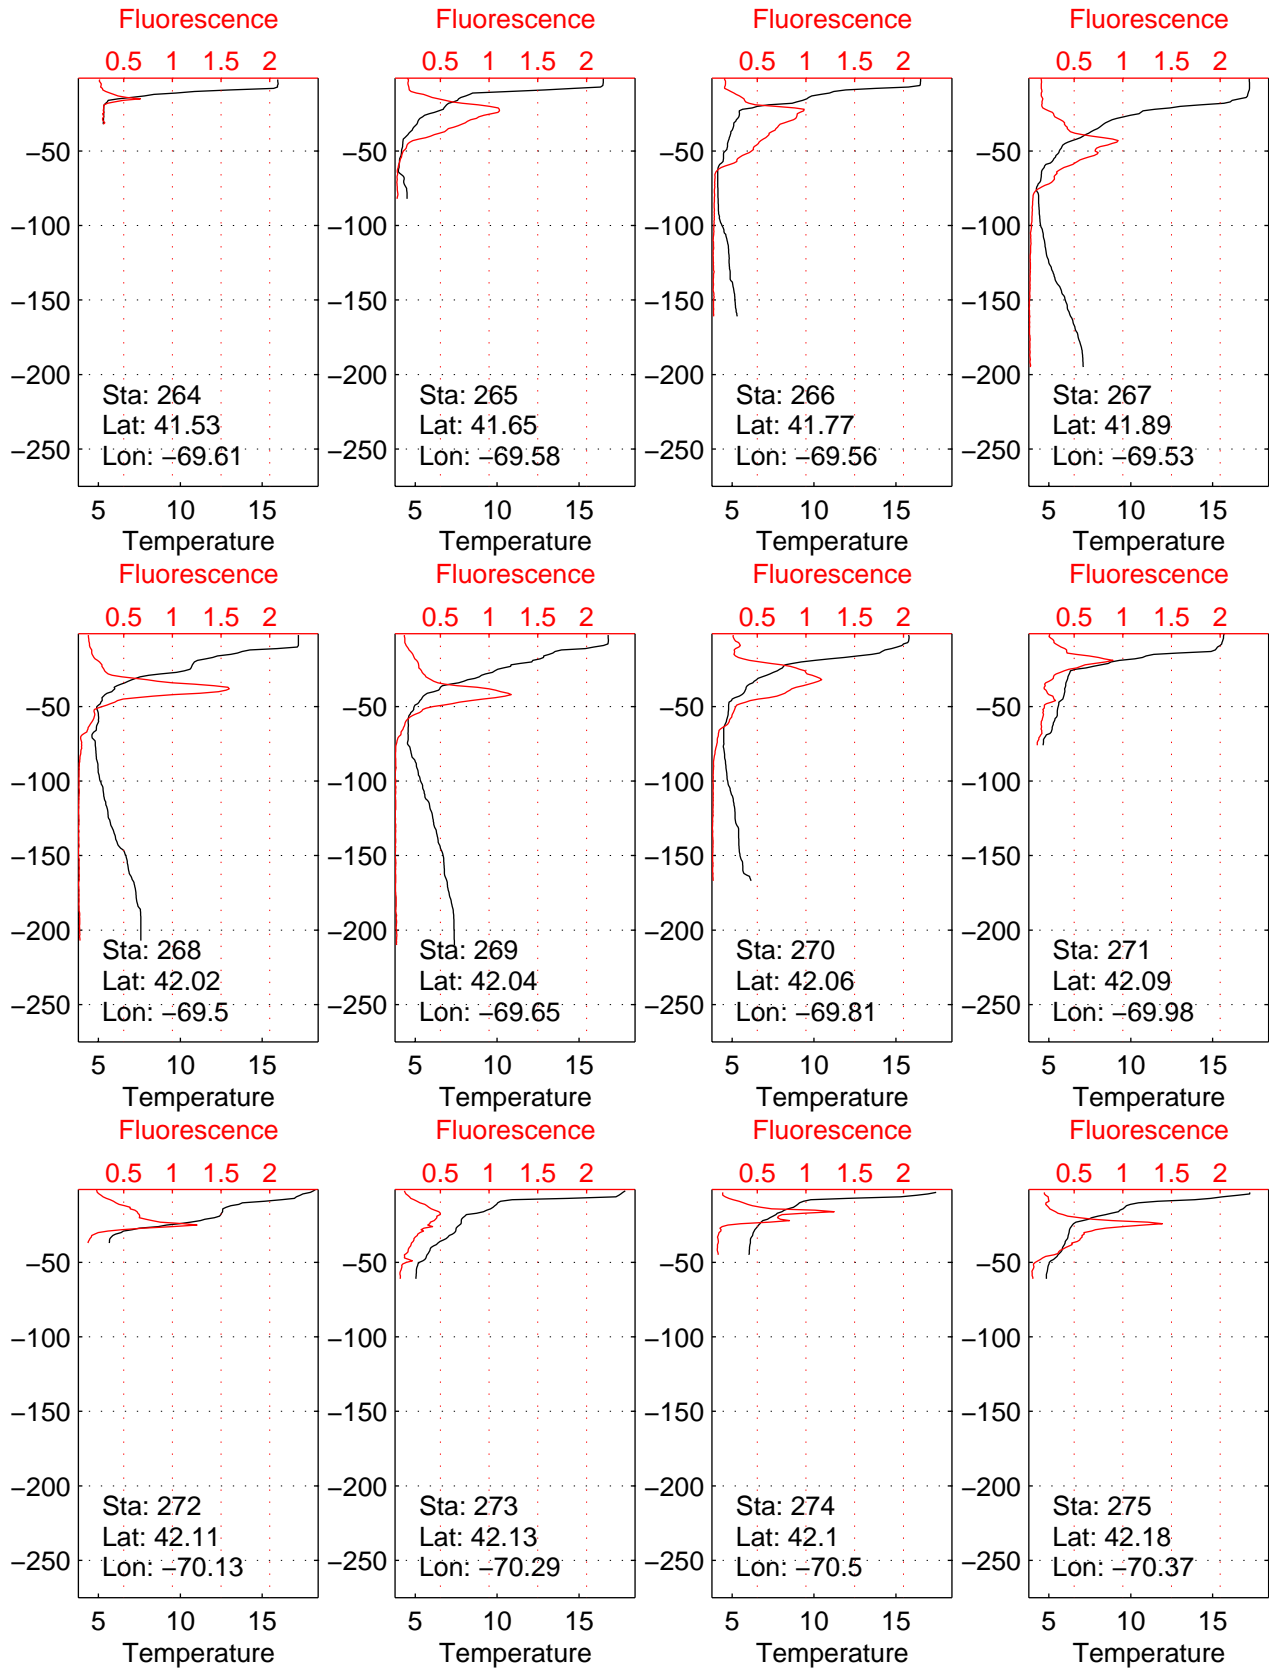 Fluorescence Fluorescence Fluorescence Fluorescence
0.5 1 1.5 2 0.5 1 1.5 2 0.5 1 1.5 2 0.5 1 1.5 2
−50 −50 −50 −50
−100 −100 −100 −100
−150 −150 −150 −150
−200 −200 −200 −200
Sta: 264 Sta: 265 Sta: 266 Sta: 267
Lat: 41.53 Lat: 41.65 Lat: 41.77 Lat: 41.89
−250 Lon: −69.61 −250 Lon: −69.58 −250 Lon: −69.56 −250 Lon: −69.53
5 10 15 5 10 15 5 10 15 5 10 15
Temperature Temperature Temperature Temperature
Fluorescence Fluorescence Fluorescence Fluorescence
0.5 1 1.5 2 0.5 1 1.5 2 0.5 1 1.5 2 0.5 1 1.5 2
−50 −50 −50 −50
−100 −100 −100 −100
−150 −150 −150 −150
−200 −200 −200 −200
Sta: 268 Sta: 269 Sta: 270 Sta: 271
Lat: 42.02 Lat: 42.04 Lat: 42.06 Lat: 42.09
−250 Lon: −69.5 −250 Lon: −69.65 −250 Lon: −69.81 −250 Lon: −69.98
5 10 15 5 10 15 5 10 15 5 10 15
Temperature Temperature Temperature Temperature
Fluorescence Fluorescence Fluorescence Fluorescence
0.5 1 1.5 2 0.5 1 1.5 2 0.5 1 1.5 2 0.5 1 1.5 2
−50 −50 −50 −50
−100 −100 −100 −100
−150 −150 −150 −150
−200 −200 −200 −200
Sta: 272 Sta: 273 Sta: 274 Sta: 275
Lat: 42.11 Lat: 42.13 Lat: 42.1 Lat: 42.18
−250 Lon: −70.13 −250 Lon: −70.29 −250 Lon: −70.5 −250 Lon: −70.37
5 10 15 5 10 15 5 10 15 5 10 15
Temperature Temperature Temperature Temperature